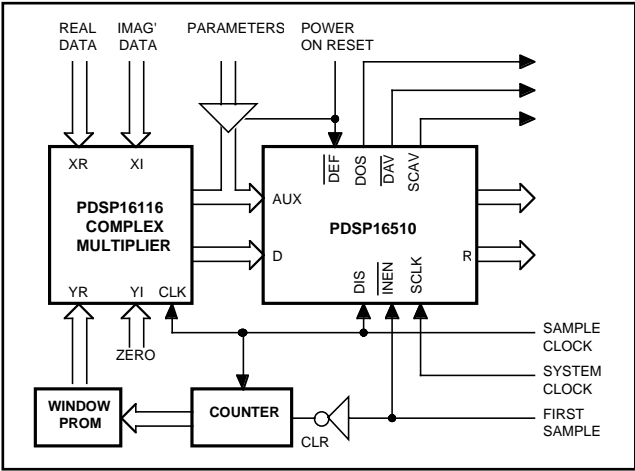 REAL DATA
IMAG' DATA
PARAMETERS
POWER ON RESET
XR
XI
PDSP16116
COMPLEX
MULTIPLIER
YR
YI
CLK
AUX
D
DEF
DOS
DAV
SCAV
PDSP16510
R
DIS
INEN
SCLK
ZERO
SAMPLE
CLOCK
SYSTEM
CLOCK
FIRST
SAMPLE
WINDOW
PROM
COUNTER
CLR